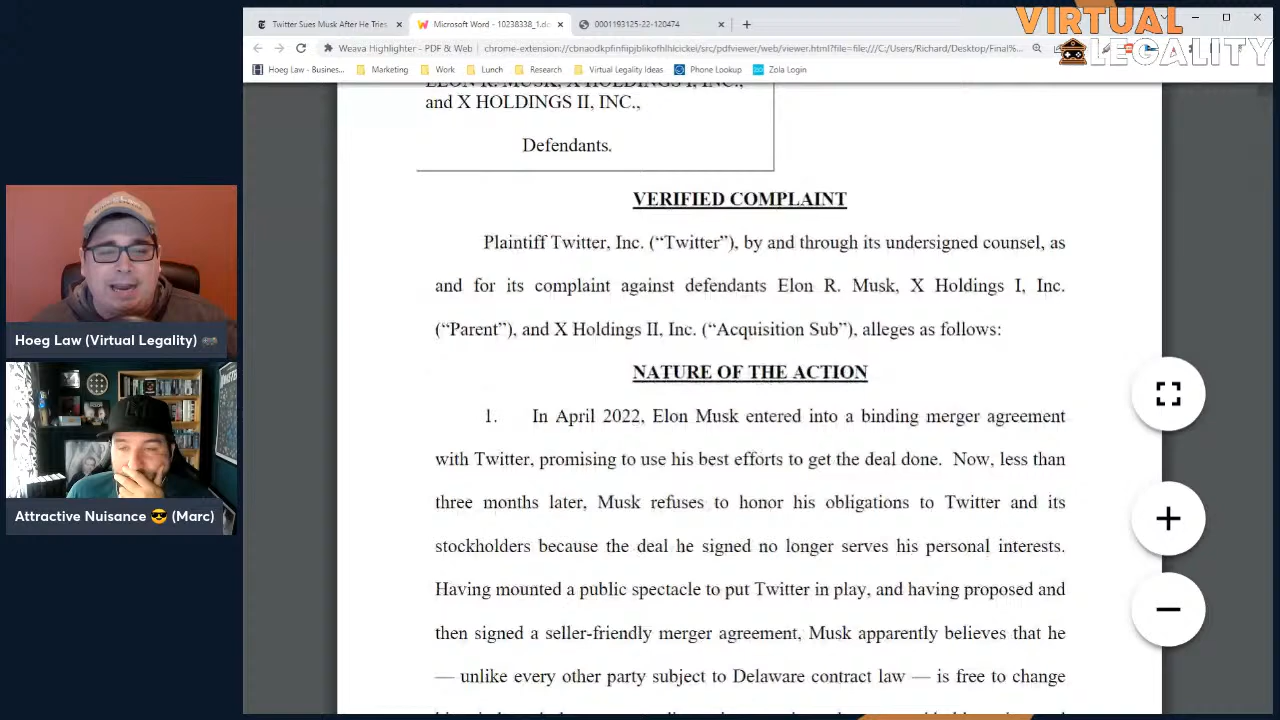 Twitter Sues Musk After He Tries
Microsoft Word - 10238338_1.d
0001193125-22-120474
VIRTUAL
LEGALITY
Weava Highlighter - PDF & Web
Hoeg Law - Busines...
Marketing
Work
Lunch
Research
Virtual Legality Ideas
Phone Lookup
Zola Login
ELON R. MUSK, X HOLDINGS I, INC.,
and X HOLDINGS II, INC.,
Defendants.
VERIFIED COMPLAINT
Plaintiff Twitter, Inc. (“Twitter”), by and through its undersigned counsel, as
and for its complaint against defendants Elon R. Musk, X Holdings I, Inc.
(“Parent”), and X Holdings II, Inc. (“Acquisition Sub”), alleges as follows:
NATURE OF THE ACTION
1. In April 2022, Elon Musk entered into a binding merger agreement
with Twitter, promising to use his best efforts to get the deal done. Now, less than
three months later, Musk refuses to honor his obligations to Twitter and its
stockholders because the deal he signed no longer serves his personal interests.
Having mounted a public spectacle to put Twitter in play, and having proposed and
then signed a seller-friendly merger agreement, Musk apparently believes that he
— unlike every other party subject to Delaware contract law — is free to change
Hoeg Law (Virtual Legality)
Attractive Nuisance 😎 (Marc)